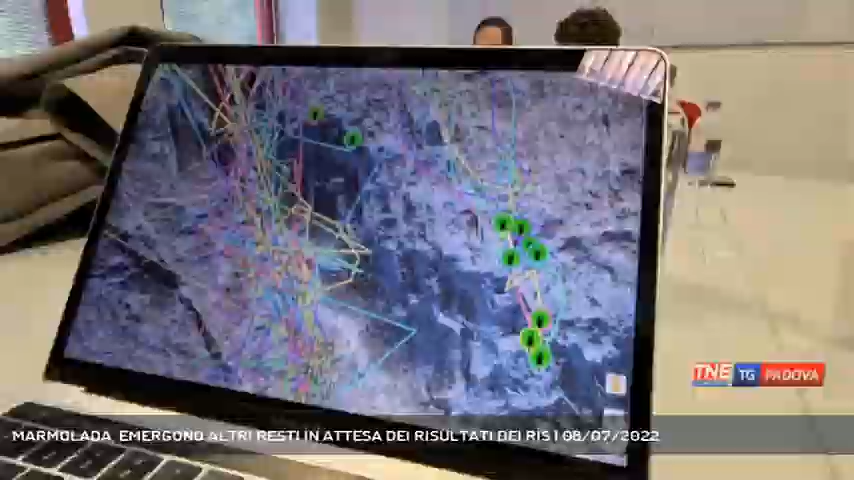 TNE TG PADOVA
MARMOLADA, EMERGONO ALTRI RESTI IN ATTESA DEI RISULTATI DEI RIS | 08/07/2022